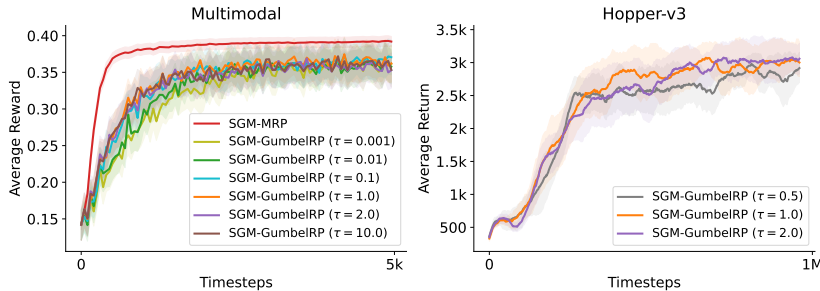 Multimodal
Average Reward
0.40
0.35
0.30
0.25
0.20
0.15
SGM-MRP
SGM-GumbelRP (τ = 0.001)
SGM-GumbelRP (τ = 0.01)
SGM-GumbelRP (τ = 0.1)
SGM-GumbelRP (τ = 1.0)
SGM-GumbelRP (τ = 2.0)
SGM-GumbelRP (τ = 10.0)
0
5k
Timesteps
Hopper-v3
Average Return
3.5k
3k
2.5k
2k
1.5k
1k
500
SGM-GumbelRP (τ = 0.5)
SGM-GumbelRP (τ = 1.0)
SGM-GumbelRP (τ = 2.0)
0
1M
Timesteps